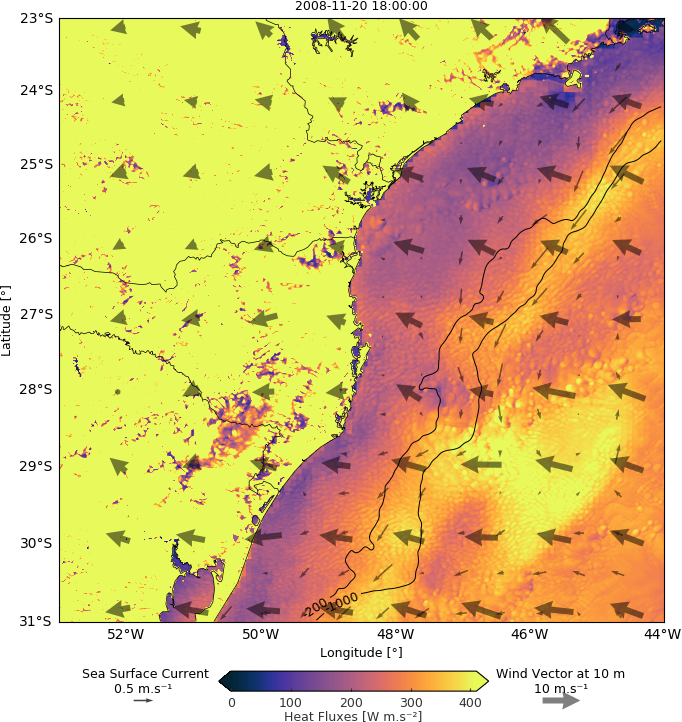 2008-11-20 18:00:00
23°S
24°S
25°S
26°S
27°S
28°S
29°S
30°S
31°S
Latitude [°]
-200
-1000
52°W 50°W 48°W 46°W 44°W
Longitude [°]
Sea Surface Current
0.5 m.s⁻¹
Wind Vector at 10 m
10 m.s⁻¹
0 100 200 300 400
Heat Fluxes [W m.s⁻²]